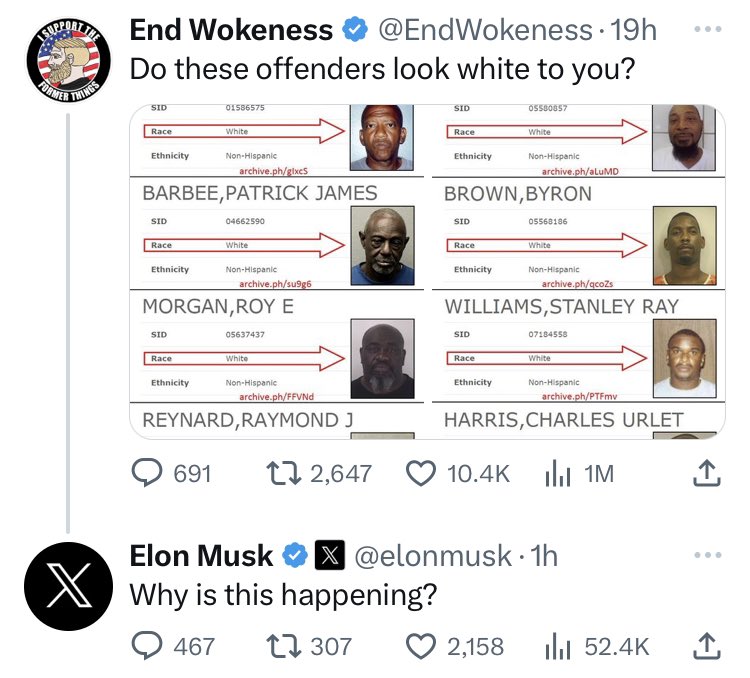 I SUPPORT THE
FORMER THINGS
End Wokeness @EndWokeness · 19h
Do these offenders look white to you?
SID 01586575
Race White
Ethnicity Non-Hispanic
archive.ph/glxcS
BARBEE,PATRICK JAMES
SID 05580857
Race White
Ethnicity Non-Hispanic
archive.ph/aLuMD
BROWN,BYRON
SID 04662590
Race White
Ethnicity Non-Hispanic
archive.ph/su9g6
MORGAN,ROY E
SID 05568186
Race White
Ethnicity Non-Hispanic
archive.ph/qcoZs
WILLIAMS,STANLEY RAY
SID 05637437
Race White
Ethnicity Non-Hispanic
archive.ph/FFVNd
REYNARD,RAYMOND J
SID 07184558
Race White
Ethnicity Non-Hispanic
archive.ph/PTFmv
HARRIS,CHARLES URLET
691 2,647 10.4K 1M
Elon Musk X @elonmusk · 1h
Why is this happening?
467 307 2,158 52.4K